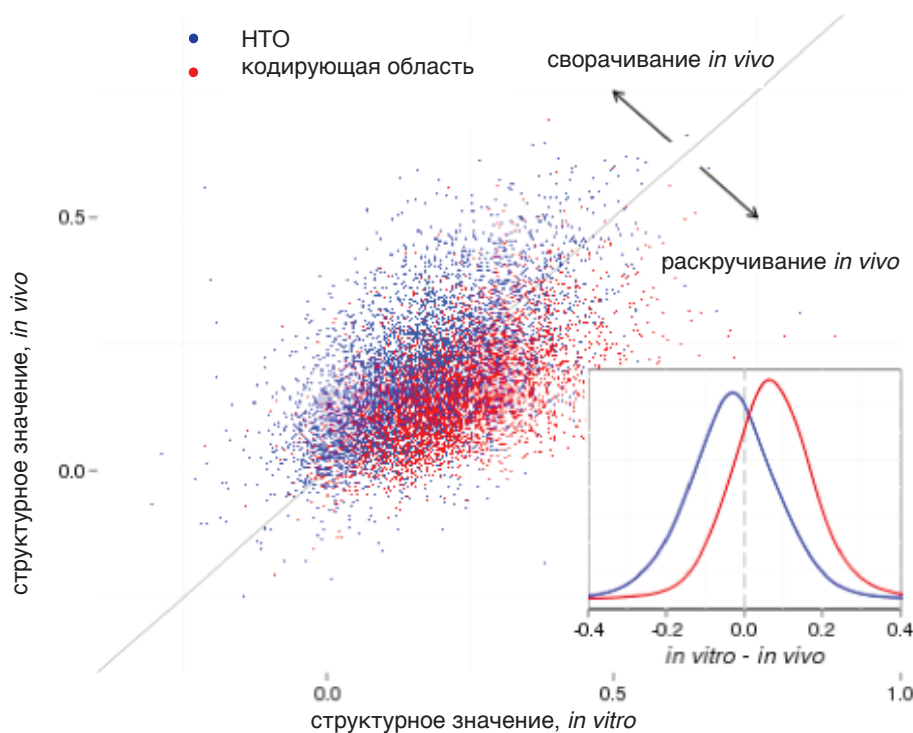 НТО
кодирующая область
сворачивание in vivo
раскручивание in vivo
структурное значение, in vivo
0.5
0.0
-0.4 -0.2 0.0 0.2 0.4
in vitro - in vivo
0.0 0.5 1.0
структурное значение, in vitro